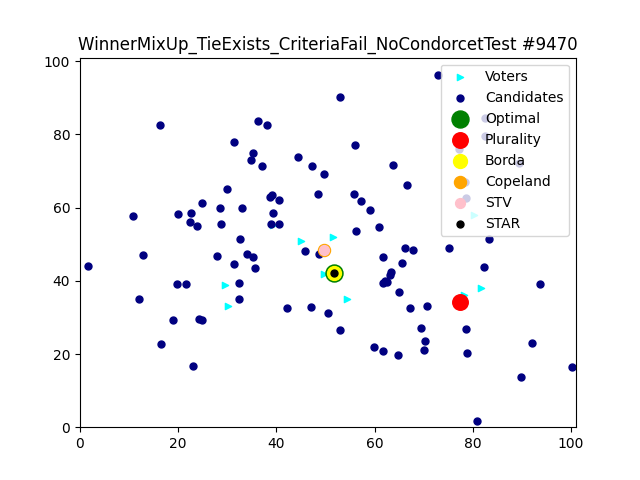 WinnerMixUp_TieExists_CriteriaFail_NoCondorcetTest #9470
100
80
60
40
20
0
0 20 40 60 80 100
Voters
Candidates
Optimal
Plurality
Borda
Copeland
STV
STAR